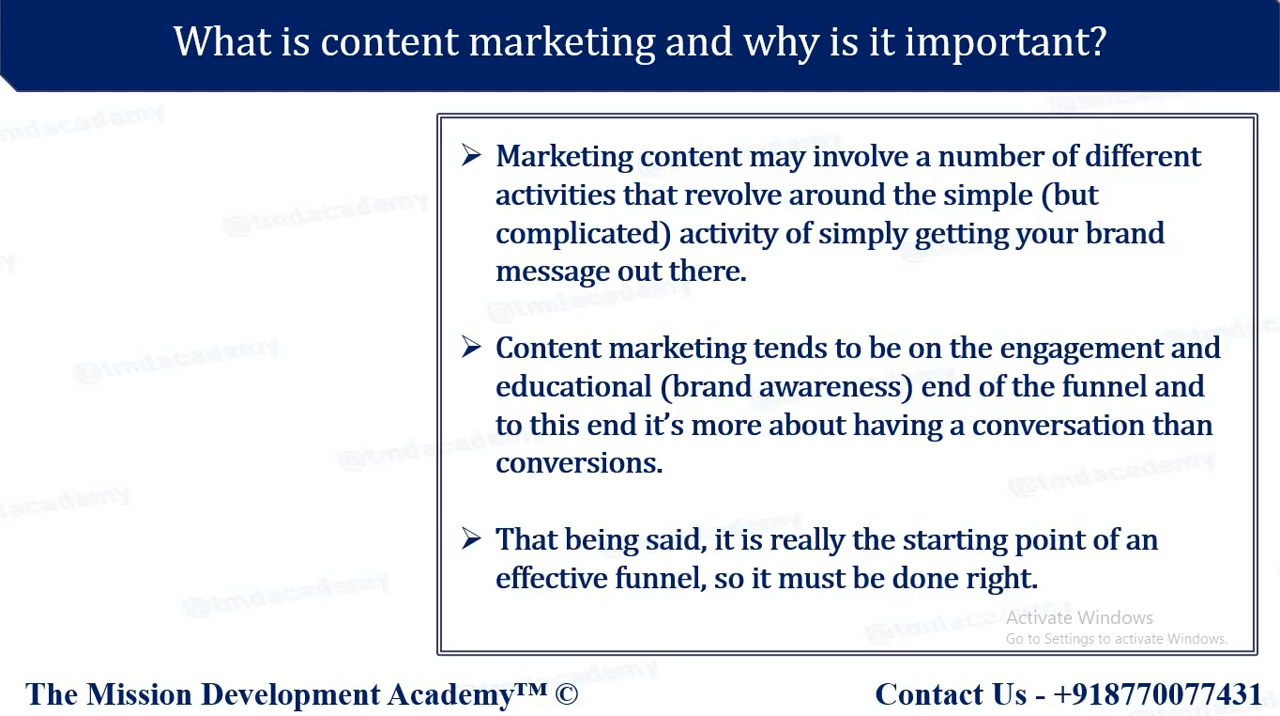 What is content marketing and why is it important?
➢ Marketing content may involve a number of different
activities that revolve around the simple (but
complicated) activity of simply getting your brand
message out there.
➢ Content marketing tends to be on the engagement and
educational (brand awareness) end of the funnel and
to this end it’s more about having a conversation than
conversions.
➢ That being said, it is really the starting point of an
effective funnel, so it must be done right.
Activate Windows
Go to Settings to activate Windows.
The Mission Development Academy™ ©
Contact Us - +918770077431
@tmdacademy